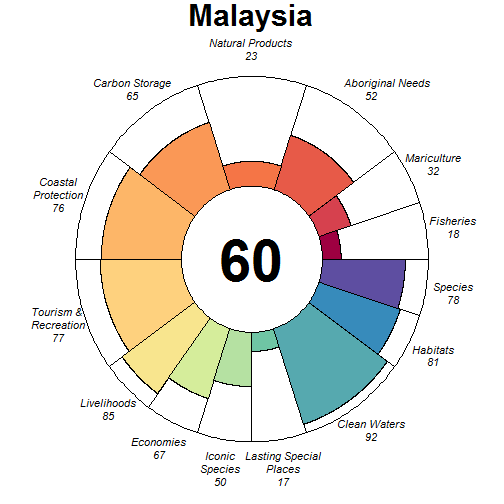 Malaysia
Natural Products
23
Carbon Storage
65
Aboriginal Needs
52
Mariculture
32
Coastal
Protection
76
Fisheries
18
60
Species
78
Tourism &
Recreation
77
Habitats
81
Livelihoods
85
Clean Waters
92
Economies
67
Iconic
Species
50
Lasting Special
Places
17